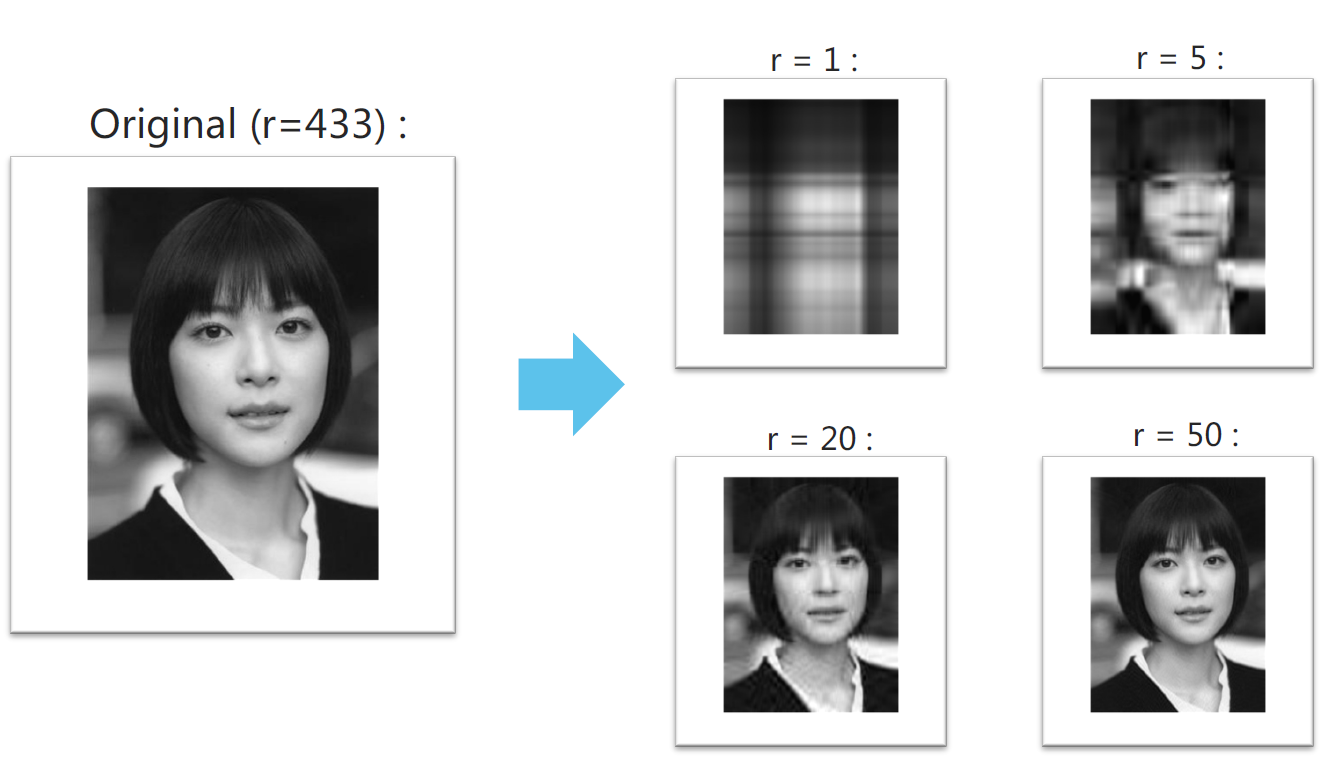 Original (r=433) :
r = 1 :
r = 5 :
r = 20 :
r = 50 :